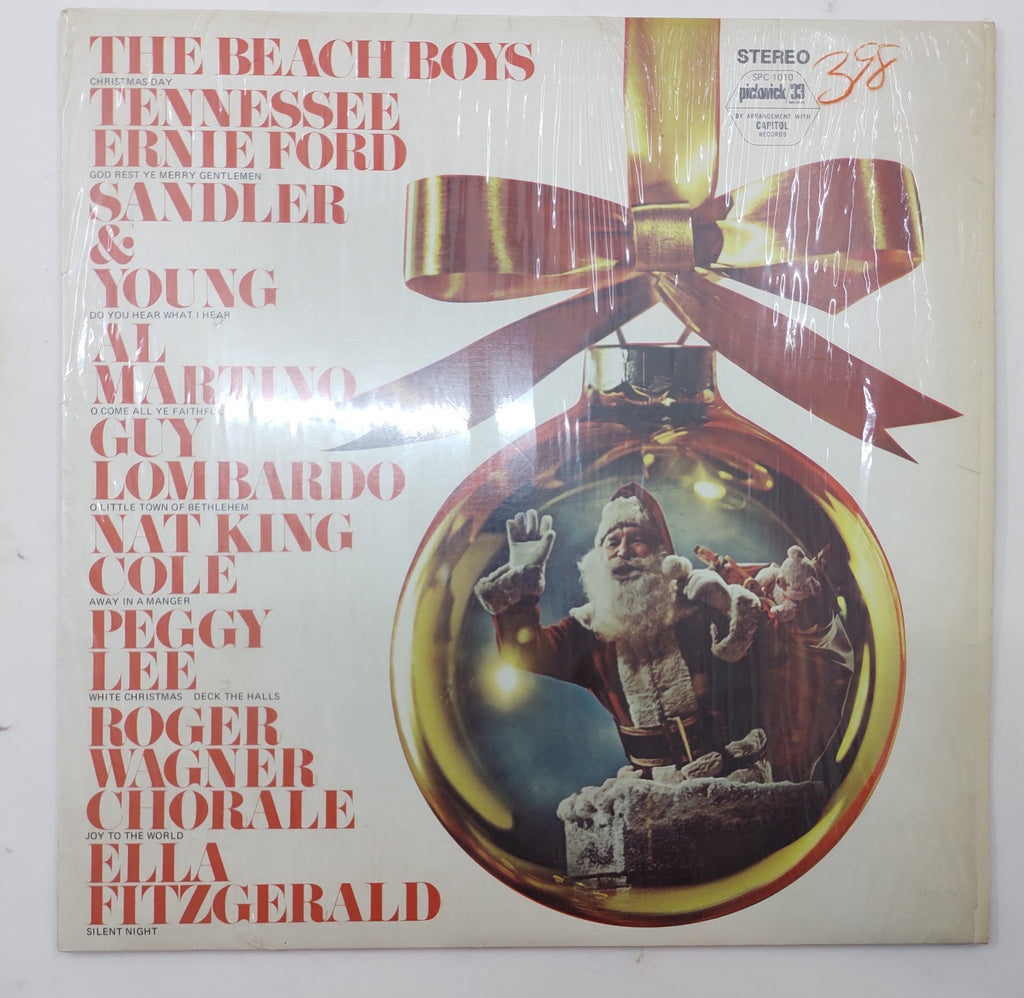 THE BEACH BOYS
CHRISTMAS DAY
TENNESSEE
ERNIE FORD
GOD REST YE MERRY GENTLEMEN
SANDLER
&
YOUNG
DO YOU HEAR WHAT I HEAR
AL
MARTINO
O COME ALL YE FAITHFUL
GUY
LOMBARDO
O LITTLE TOWN OF BETHLEHEM
NAT KING
COLE
AWAY IN A MANGER
PEGGY
LEE
WHITE CHRISTMAS DECK THE HALLS
ROGER
WAGNER
CHORALE
JOY TO THE WORLD
ELLA
FITZGERALD
SILENT NIGHT
STEREO
398
SPC-1010
pickwick 33
BY ARRANGEMENT WITH
CAPITOL
RECORDS